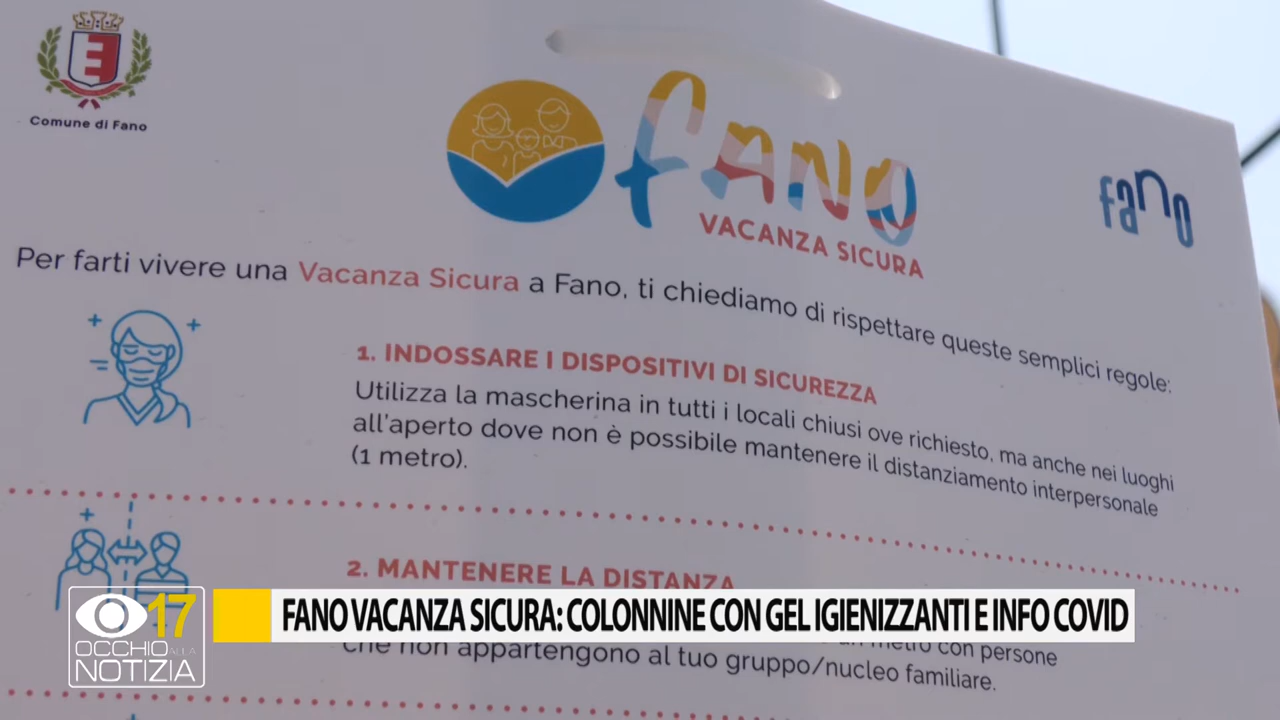 Comune di Fano
fano
VACANZA SICURA
fano
Per farti vivere una Vacanza Sicura a Fano, ti chiediamo di rispettare queste semplici regole:
1. INDOSSARE I DISPOSITIVI DI SICUREZZA
Utilizza la mascherina in tutti i locali chiusi ove richiesto, ma anche nei luoghi
all'aperto dove non è possibile mantenere il distanziamento interpersonale
(1 metro).
2. MANTENERE LA DISTANZA
metro con persone
che non appartengono al tuo gruppo/nucleo familiare.
FANO VACANZA SICURA: COLONNINE CON GEL IGIENIZZANTI E INFO COVID
17
OCCHIO ALLA
NOTIZIA